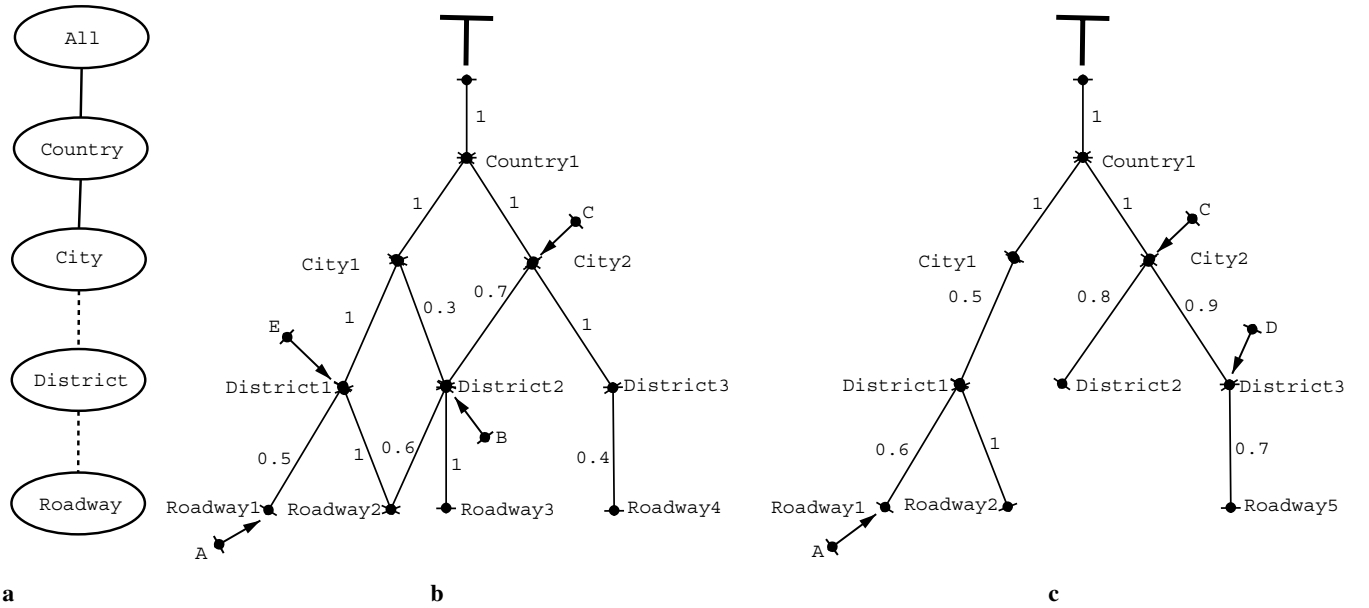 All
Country
City
District
Roadway
a
1
Country1
1
1
C
City1
City2
1
0.3
0.7
1
E
District1
District2
District3
B
0.5
1
0.6
1
0.4
Roadway1
Roadway2
Roadway3
Roadway4
A
b
1
Country1
1
1
C
City1
City2
0.5
0.8
0.9
D
District1
District2
District3
0.6
1
0.7
Roadway1
Roadway2
Roadway5
A
c